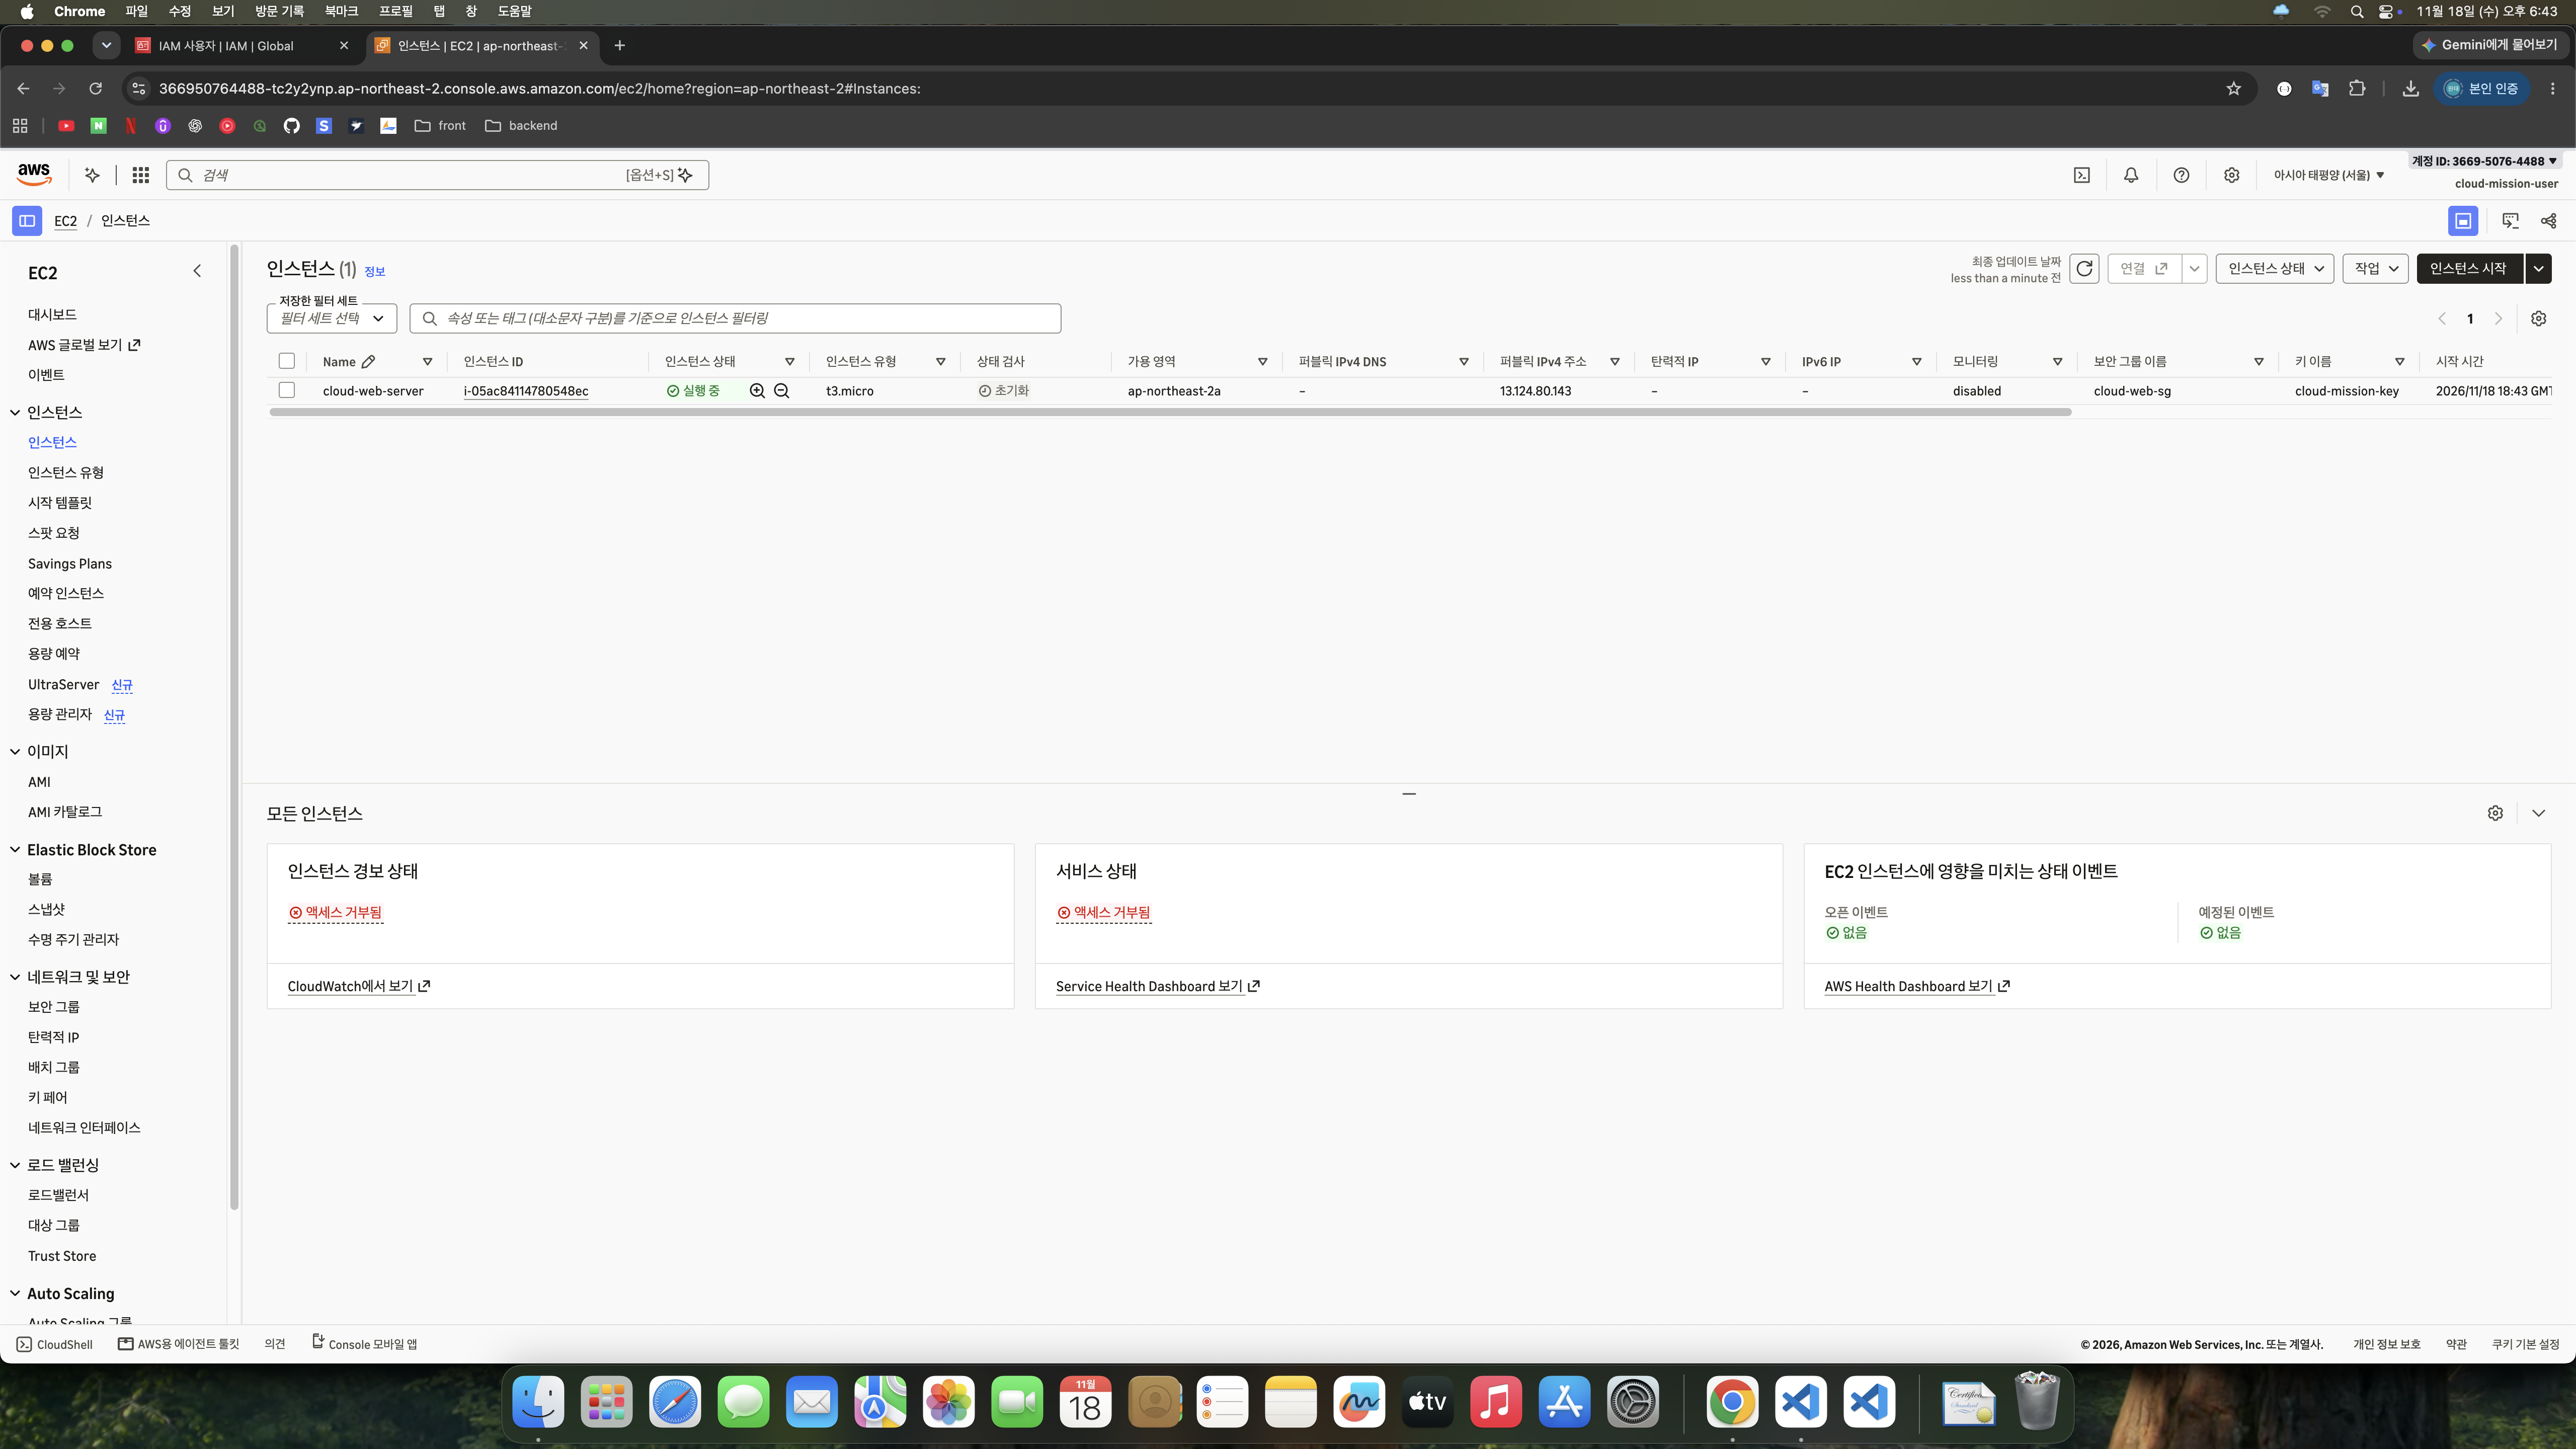 Chrome 파일 수정 보기 방문 기록 북마크 프로필 탭 창 도움말 11월 18일 (수) 오후 6:43
IAM 사용자 | IAM | Global 인스턴스 | EC2 | ap-northeast- Gemini에게 물어보기
366950764488-tc2y2ynp.ap-northeast-2.console.aws.amazon.com/ec2/home?region=ap-northeast-2#Instances: 본인 인증
front backend
aws 검색 [옵션+S] 아시아 태평양 (서울) 계정 ID: 3669-5076-4488
cloud-mission-user
EC2 / 인스턴스
EC2
대시보드
AWS 글로벌 보기
이벤트
인스턴스
인스턴스
인스턴스 유형
시작 템플릿
스팟 요청
Savings Plans
예약 인스턴스
전용 호스트
용량 예약
UltraServer 신규
용량 관리자 신규
이미지
AMI
AMI 카탈로그
Elastic Block Store
볼륨
스냅샷
수명 주기 관리자
네트워크 및 보안
보안 그룹
탄력적 IP
배치 그룹
키 페어
네트워크 인터페이스
로드 밸런싱
로드밸런서
대상 그룹
Trust Store
Auto Scaling
Auto Scaling 그룹
인스턴스 (1) 정보
최종 업데이트 날짜
less than a minute 전
연결 인스턴스 상태 작업 인스턴스 시작
저장한 필터 세트
필터 세트 선택 속성 또는 태그 (대소문자 구분)를 기준으로 인스턴스 필터링 1
Name 인스턴스 ID 인스턴스 상태 인스턴스 유형 상태 검사 가용 영역 퍼블릭 IPv4 DNS 퍼블릭 IPv4 주소 탄력적 IP IPv6 IP 모니터링 보안 그룹 이름 키 이름 시작 시간
cloud-web-server i-05ac84114780548ec 실행 중 t3.micro 초기화 ap-northeast-2a – 13.124.80.143 – – disabled cloud-web-sg cloud-mission-key 2026/11/18 18:43 GMT
모든 인스턴스
인스턴스 경보 상태
액세스 거부됨
CloudWatch에서 보기
서비스 상태
액세스 거부됨
Service Health Dashboard 보기
EC2 인스턴스에 영향을 미치는 상태 이벤트
오픈 이벤트 예정된 이벤트
없음 없음
AWS Health Dashboard 보기
CloudShell AWS용 에이전트 툴킷 의견 Console 모바일 앱 © 2026, Amazon Web Services, Inc. 또는 계열사. 개인 정보 보호 약관 쿠키 기본 설정
11월
18
tv